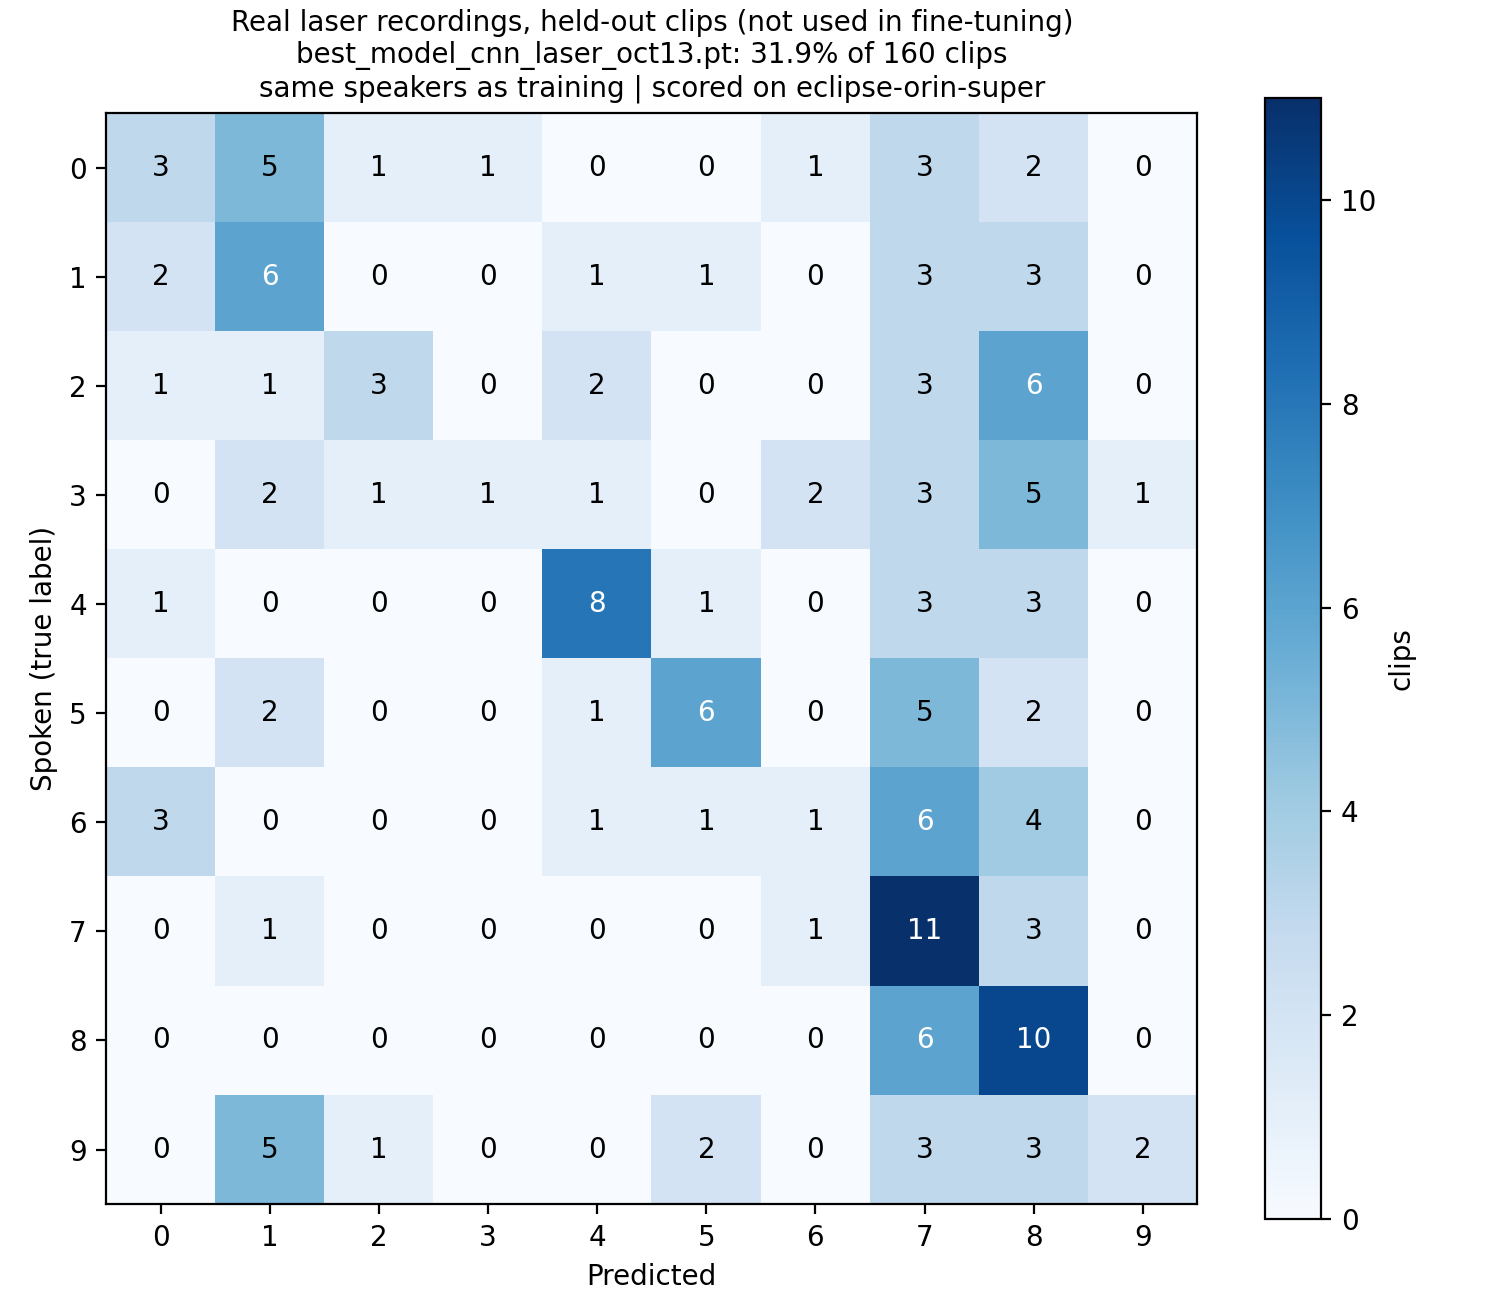 Real laser recordings, held-out clips (not used in fine-tuning)
best_model_cnn_laser_oct13.pt: 31.9% of 160 clips
same speakers as training | scored on eclipse-orin-super
0 3 5 1 1 0 0 1 3 2 0
1 2 6 0 0 1 1 0 3 3 0
2 1 1 3 0 2 0 0 3 6 0
3 0 2 1 1 1 0 2 3 5 1
4 1 0 0 0 8 1 0 3 3 0
5 0 2 0 0 1 6 0 5 2 0
6 3 0 0 0 1 1 1 6 4 0
7 0 1 0 0 0 0 1 11 3 0
8 0 0 0 0 0 0 0 6 10 0
9 0 5 1 0 0 2 0 3 3 2
0 1 2 3 4 5 6 7 8 9
Predicted
Spoken (true label)
10
8
6
4
2
0
clips